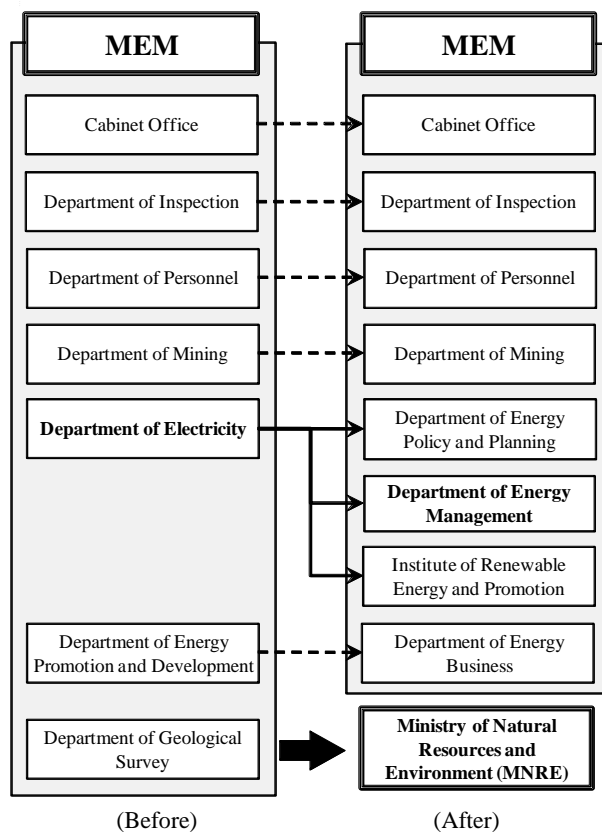 MEM
MEM
Cabinet Office
Cabinet Office
Department of Inspection
Department of Inspection
Department of Personnel
Department of Personnel
Department of Mining
Department of Mining
Department of Electricity
Department of Energy
Policy and Planning
Department of Energy
Management
Institute of Renewable
Energy and Promotion
Department of Energy
Promotion and Development
Department of Energy
Business
Department of Geological
Survey
Ministry of Natural
Resources and
Environment (MNRE)
(Before)
(After)